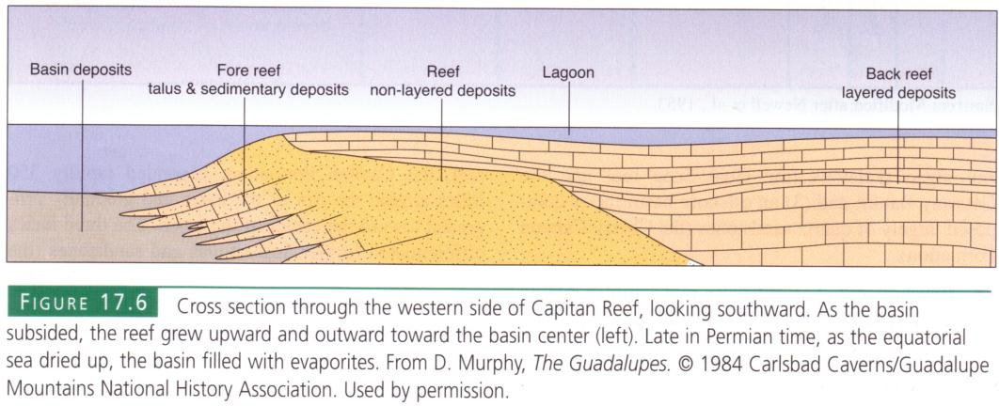 Basin deposits
Fore reef
talus & sedimentary deposits
Reef
non-layered deposits
Lagoon
Back reef
layered deposits
FIGURE 17.6 Cross section through the western side of Capitan Reef, looking southward. As the basin
subsided, the reef grew upward and outward toward the basin center (left). Late in Permian time, as the equatorial
sea dried up, the basin filled with evaporites. From D. Murphy, The Guadalupes. © 1984 Carlsbad Caverns/Guadalupe
Mountains National History Association. Used by permission.